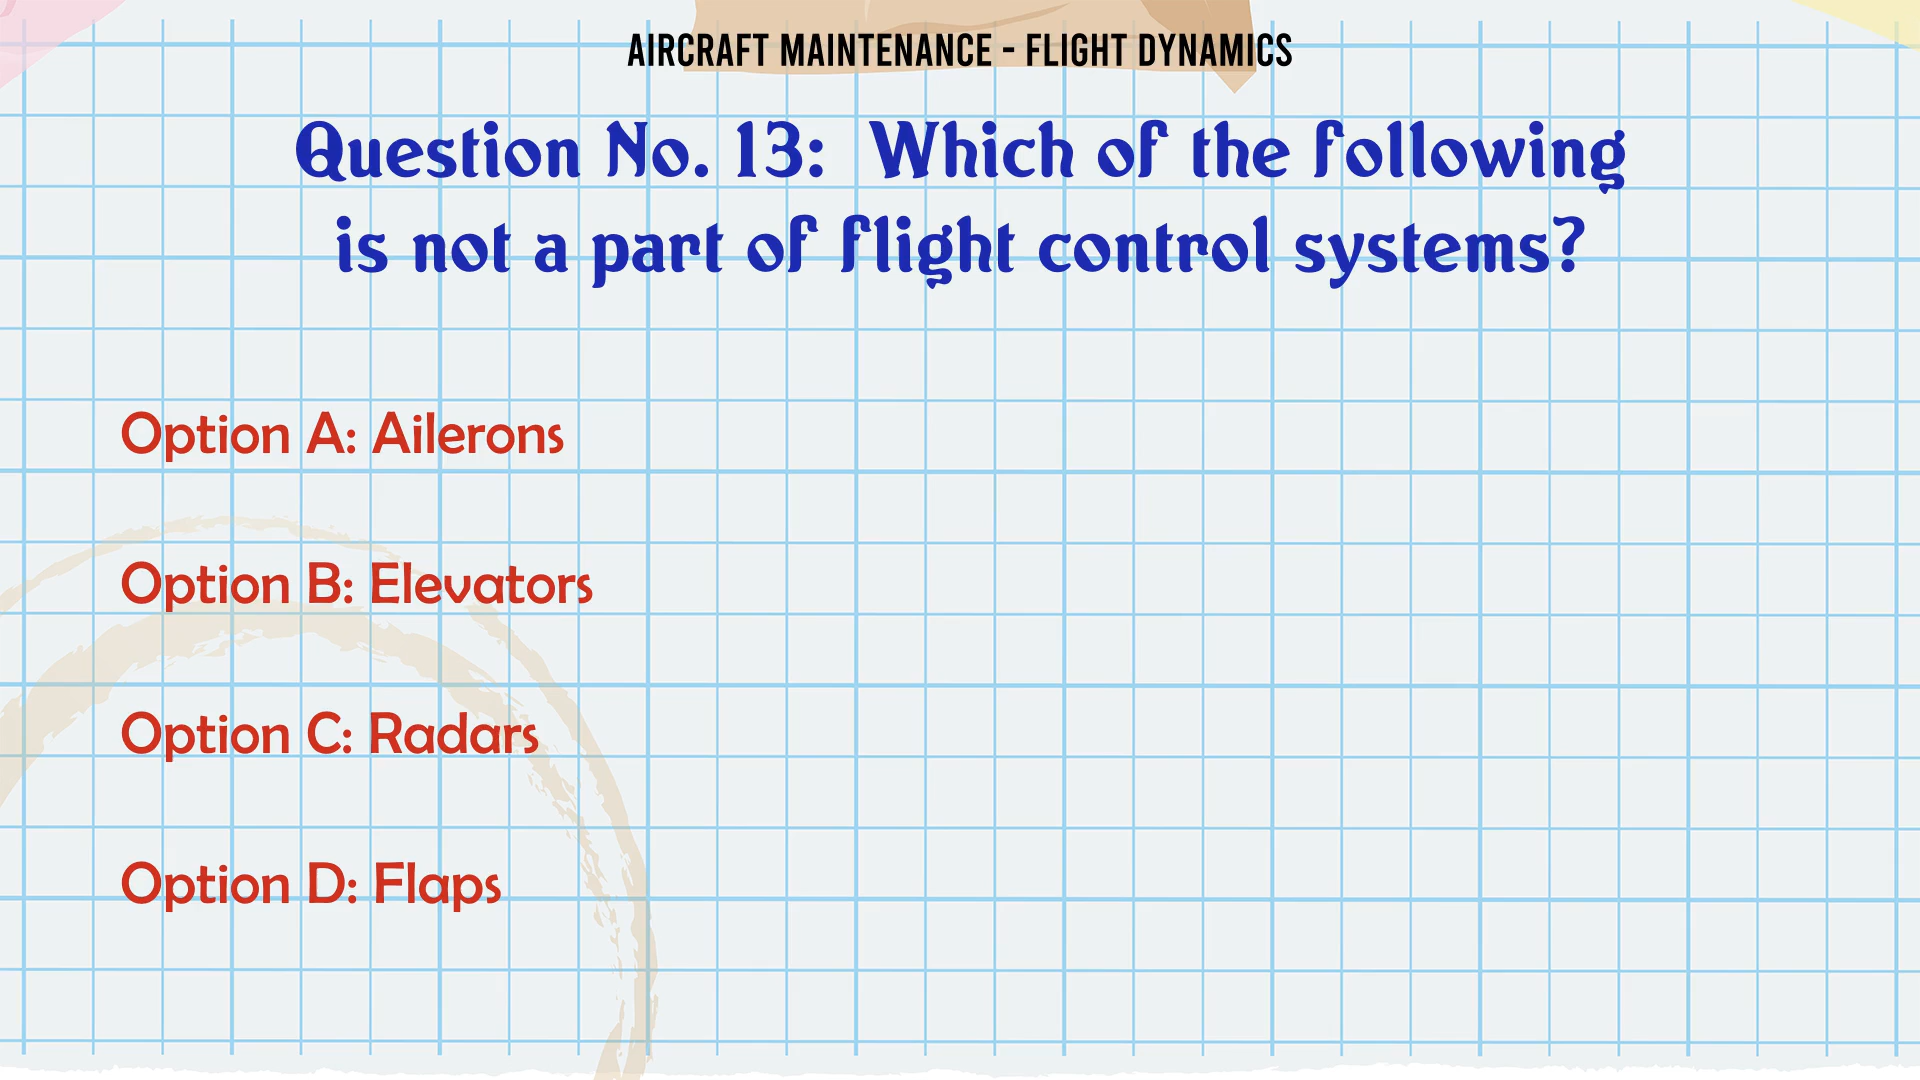 AIRCRAFT MAINTENANCE - FLIGHT DYNAMICS
Question No. 13: Which of the following
is not a part of flight control systems?
Option A: Ailerons
Option B: Elevators
Option C: Radars
Option D: Flaps